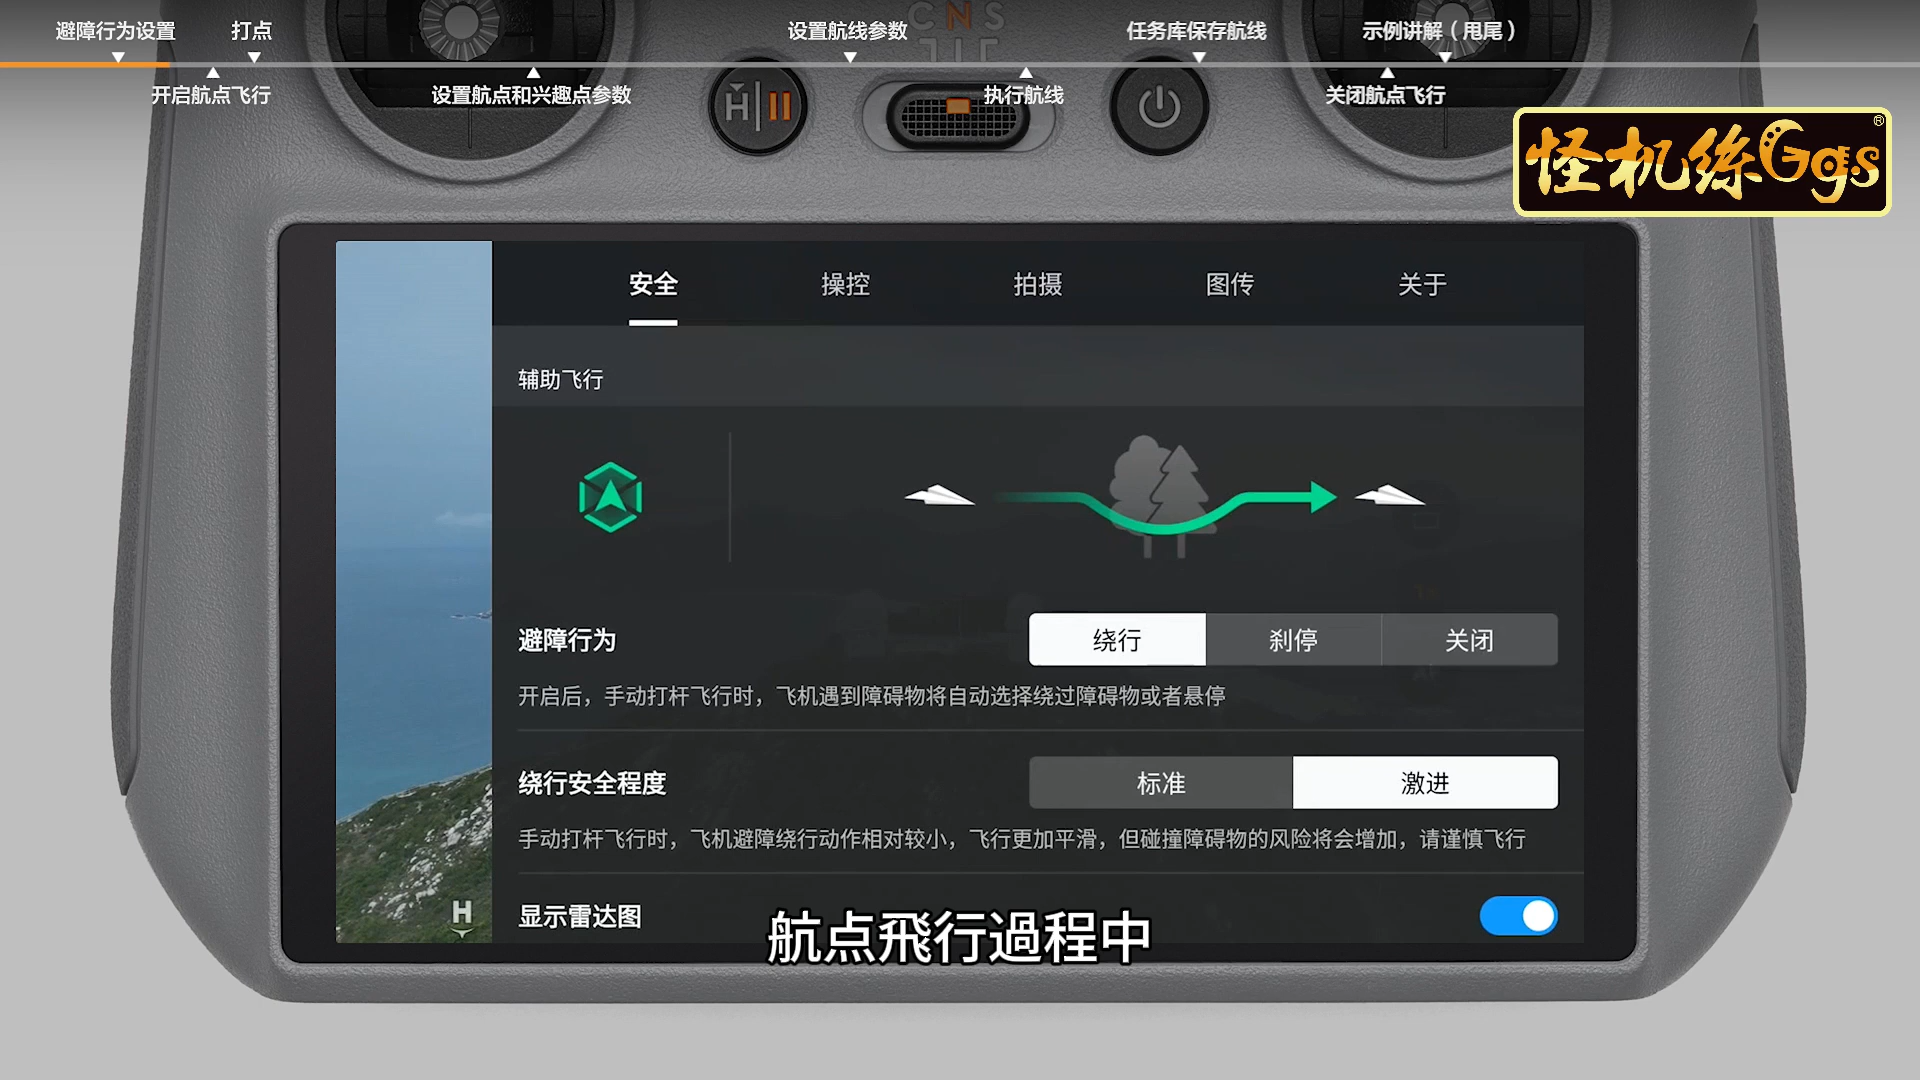 避障行为设置
打点
设置航线参数
任务库保存航线
示例讲解（甩尾）
开启航点飞行
设置航点和兴趣点参数
执行航线
关闭航点飞行
CNS
H
怪机练Ggs®
安全
操控
拍摄
图传
关于
辅助飞行
避障行为
绕行
刹停
关闭
开启后，手动打杆飞行时，飞机遇到障碍物将自动选择绕过障碍物或者悬停
绕行安全程度
标准
激进
手动打杆飞行时，飞机避障绕行动作相对较小，飞行更加平滑，但碰撞障碍物的风险将会增加，请谨慎飞行
H
显示雷达图
航点飛行過程中